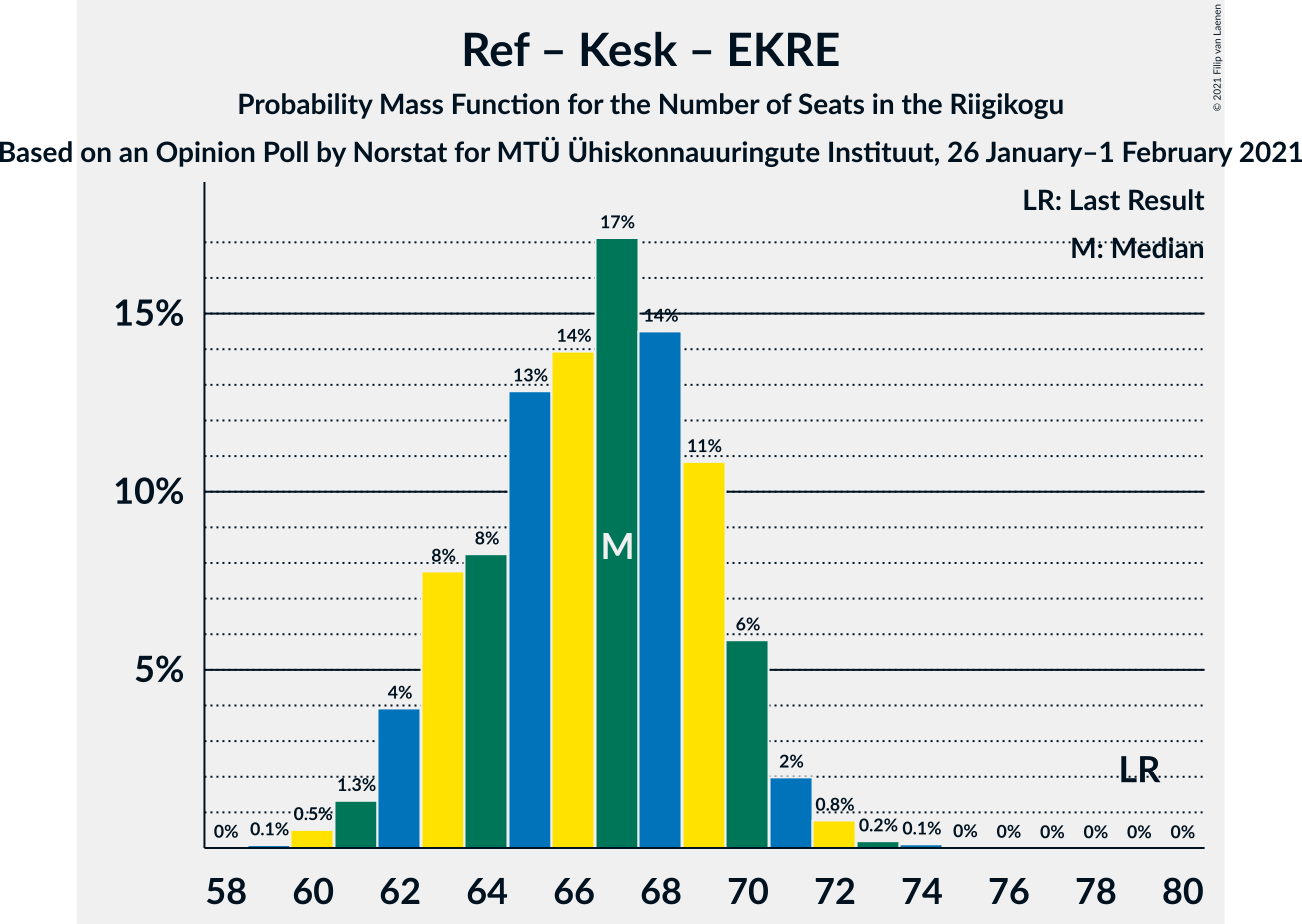 Ref – Kesk – EKRE
Probability Mass Function for the Number of Seats in the Riigikogu
Based on an Opinion Poll by Norstat for MTÜ Ühiskonnauuringute Instituut, 26 January–1 February 2021
© 2021 Filip van Laenen
LR: Last Result
M: Median
15%
10%
5%
0% 0.1% 0.5% 1.3% 4% 8% 8% 13% 14% 17% 14% 11% 6% 2% 0.8% 0.2% 0.1% 0% 0% 0% 0% 0% 0%
M
LR
58 60 62 64 66 68 70 72 74 76 78 80